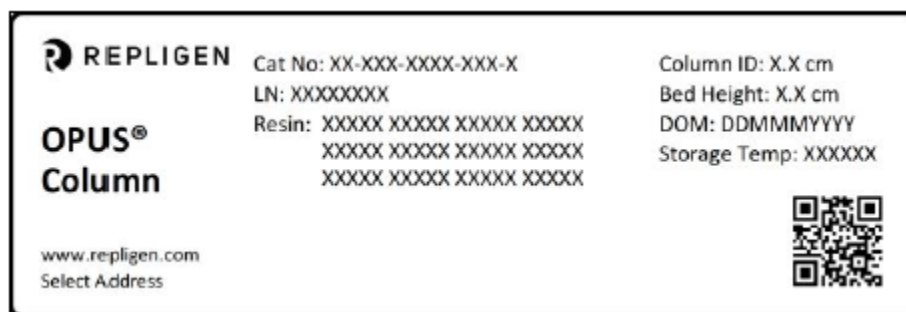 REPLIGEN
OPUS®
Column
www.repligen.com
Select Address
Cat No: XX-XXX-XXXX-XXX-X
LN: XXXXXXXX
Resin: XXXXX XXXXX XXXXX XXXXX
XXXXX XXXXX XXXXX XXXXX
XXXXX XXXXX XXXXX XXXXX
Column ID: X.X cm
Bed Height: X.X cm
DOM: DDMMMYYYY
Storage Temp: XXXXXX